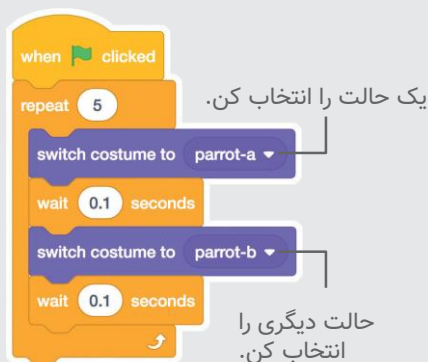 when clicked
یک حالت را انتخاب کن.
repeat 5
switch costume to parrot-a
wait 0.1 seconds
switch costume to parrot-b
wait 0.1 seconds
حالت دیگری را
انتخاب کن.